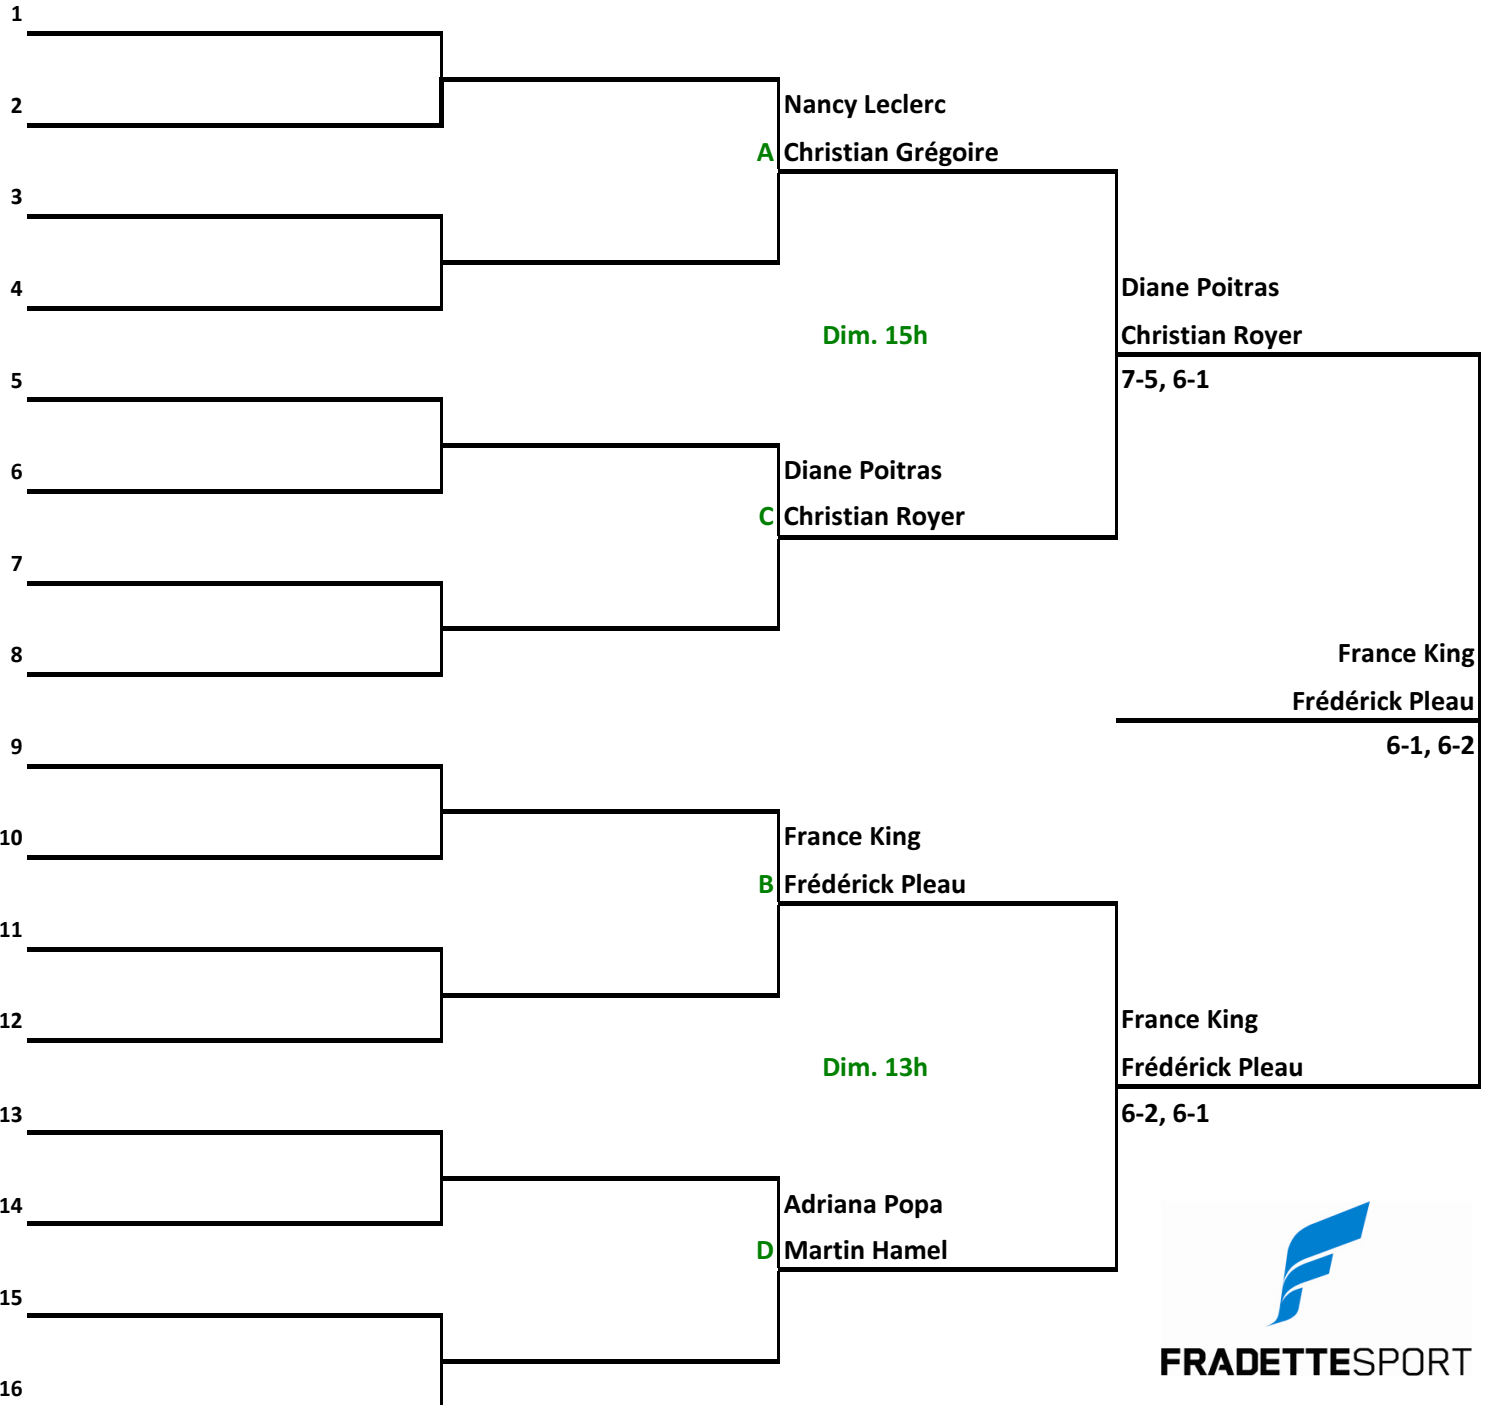 1
2
Nancy Leclerc
A Christian Grégoire
3
4
Diane Poitras
Dim. 15h
Christian Royer
5
7-5, 6-1
6
Diane Poitras
C Christian Royer
7
8
France King
Frédérick Pleau
9
6-1, 6-2
10
France King
B Frédérick Pleau
11
12
France King
Dim. 13h
Frédérick Pleau
13
6-2, 6-1
14
Adriana Popa
D Martin Hamel
15
FRADETTESPORT
16